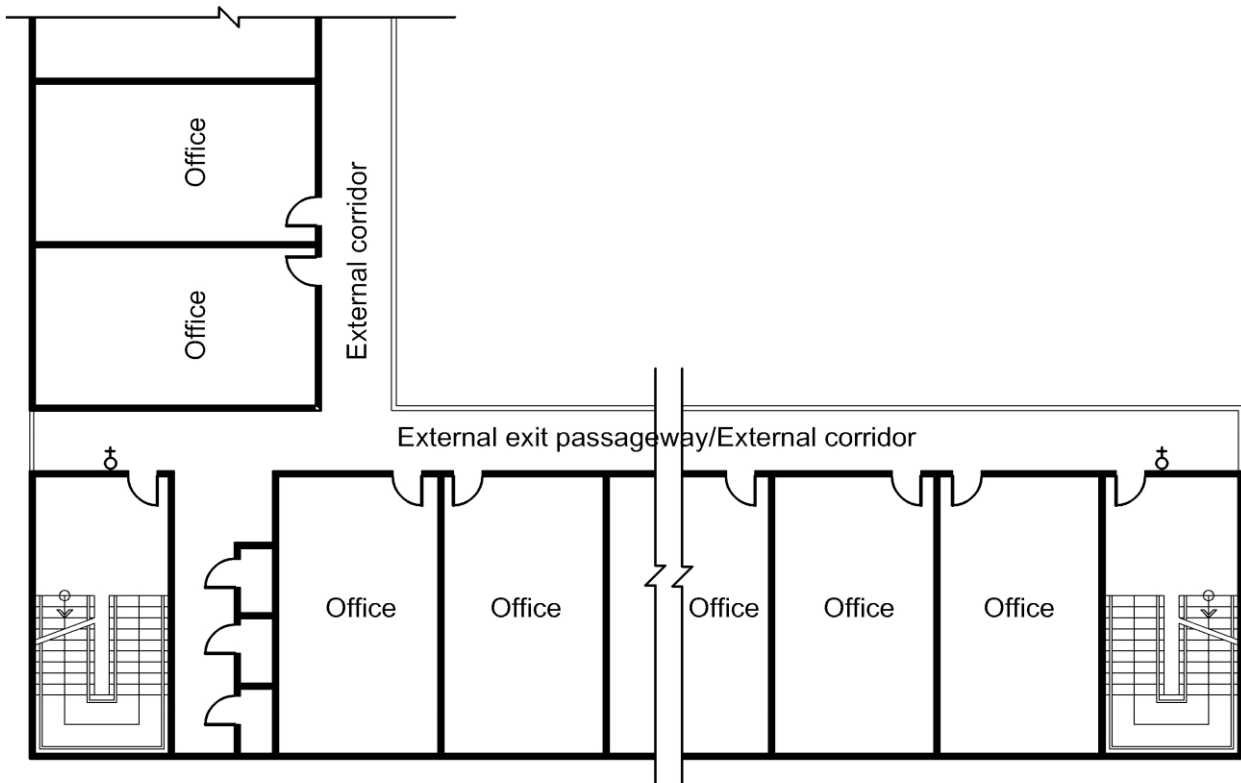 Office
Office
External corridor
External exit passageway/External corridor
Office
Office
Office
Office
Office